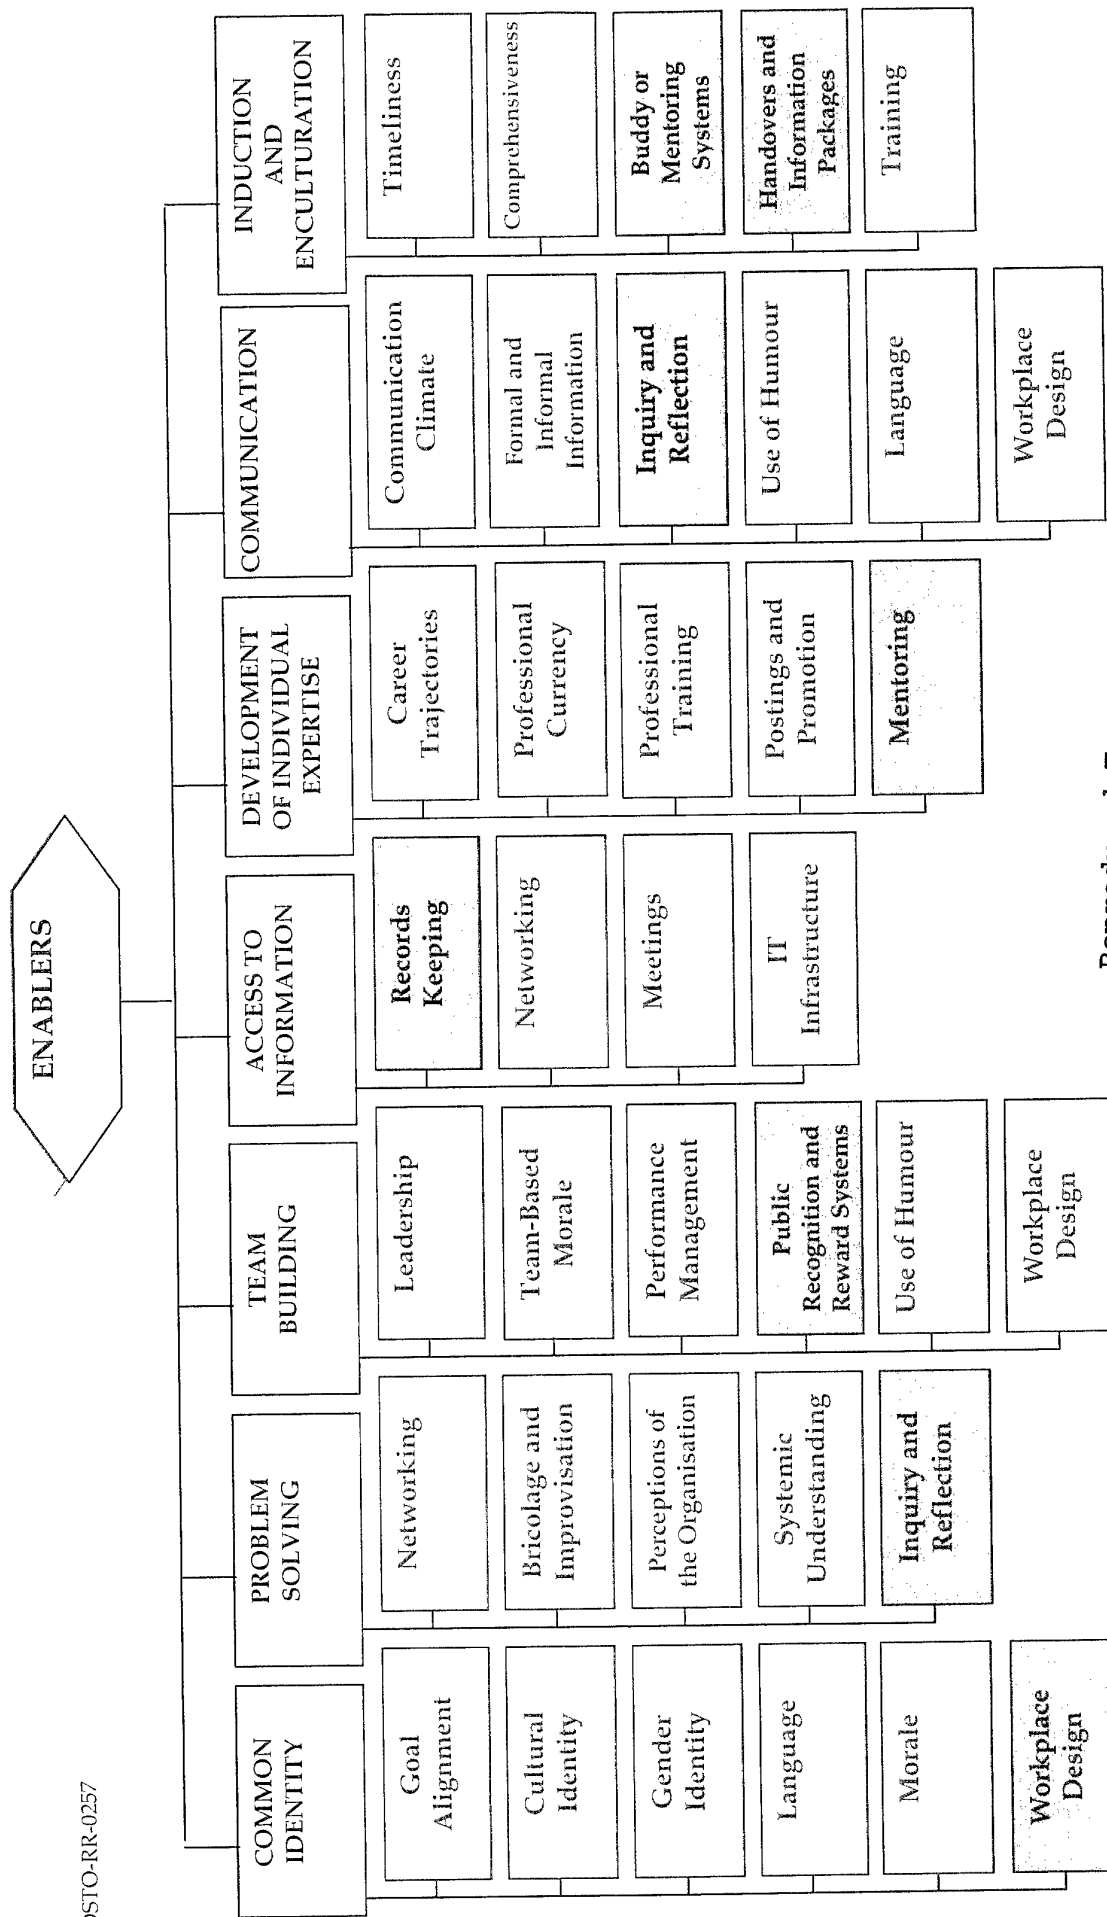 DSTO-RR-0257
ENABLERS
COMMON
IDENTITY
Goal
Alignment
Cultural
Identity
Gender
Identity
Language
Morale
Workplace
Design
PROBLEM
SOLVING
Networking
Bricolage and
Improvisation
Perceptions of
the Organisation
Systemic
Understanding
Inquiry and
Reflection
TEAM
BUILDING
Leadership
Team-Based
Morale
Performance
Management
Public
Recognition and
Reward Systems
Use of Humour
Workplace
Design
ACCESS TO
INFORMATION
Records
Keeping
Networking
Meetings
IT
Infrastructure
DEVELOPMENT
OF INDIVIDUAL
EXPERTISE
Career
Trajectories
Professional
Currency
Professional
Training
Postings and
Promotion
Mentoring
COMMUNICATION
Communication
Climate
Formal and
Informal
Information
Inquiry and
Reflection
Use of Humour
Language
Workplace
Design
INDUCTION
AND
ENCULTURATION
Timeliness
Comprehensiveness
Buddy or
Mentoring
Systems
Handovers and
Information
Packages
Training